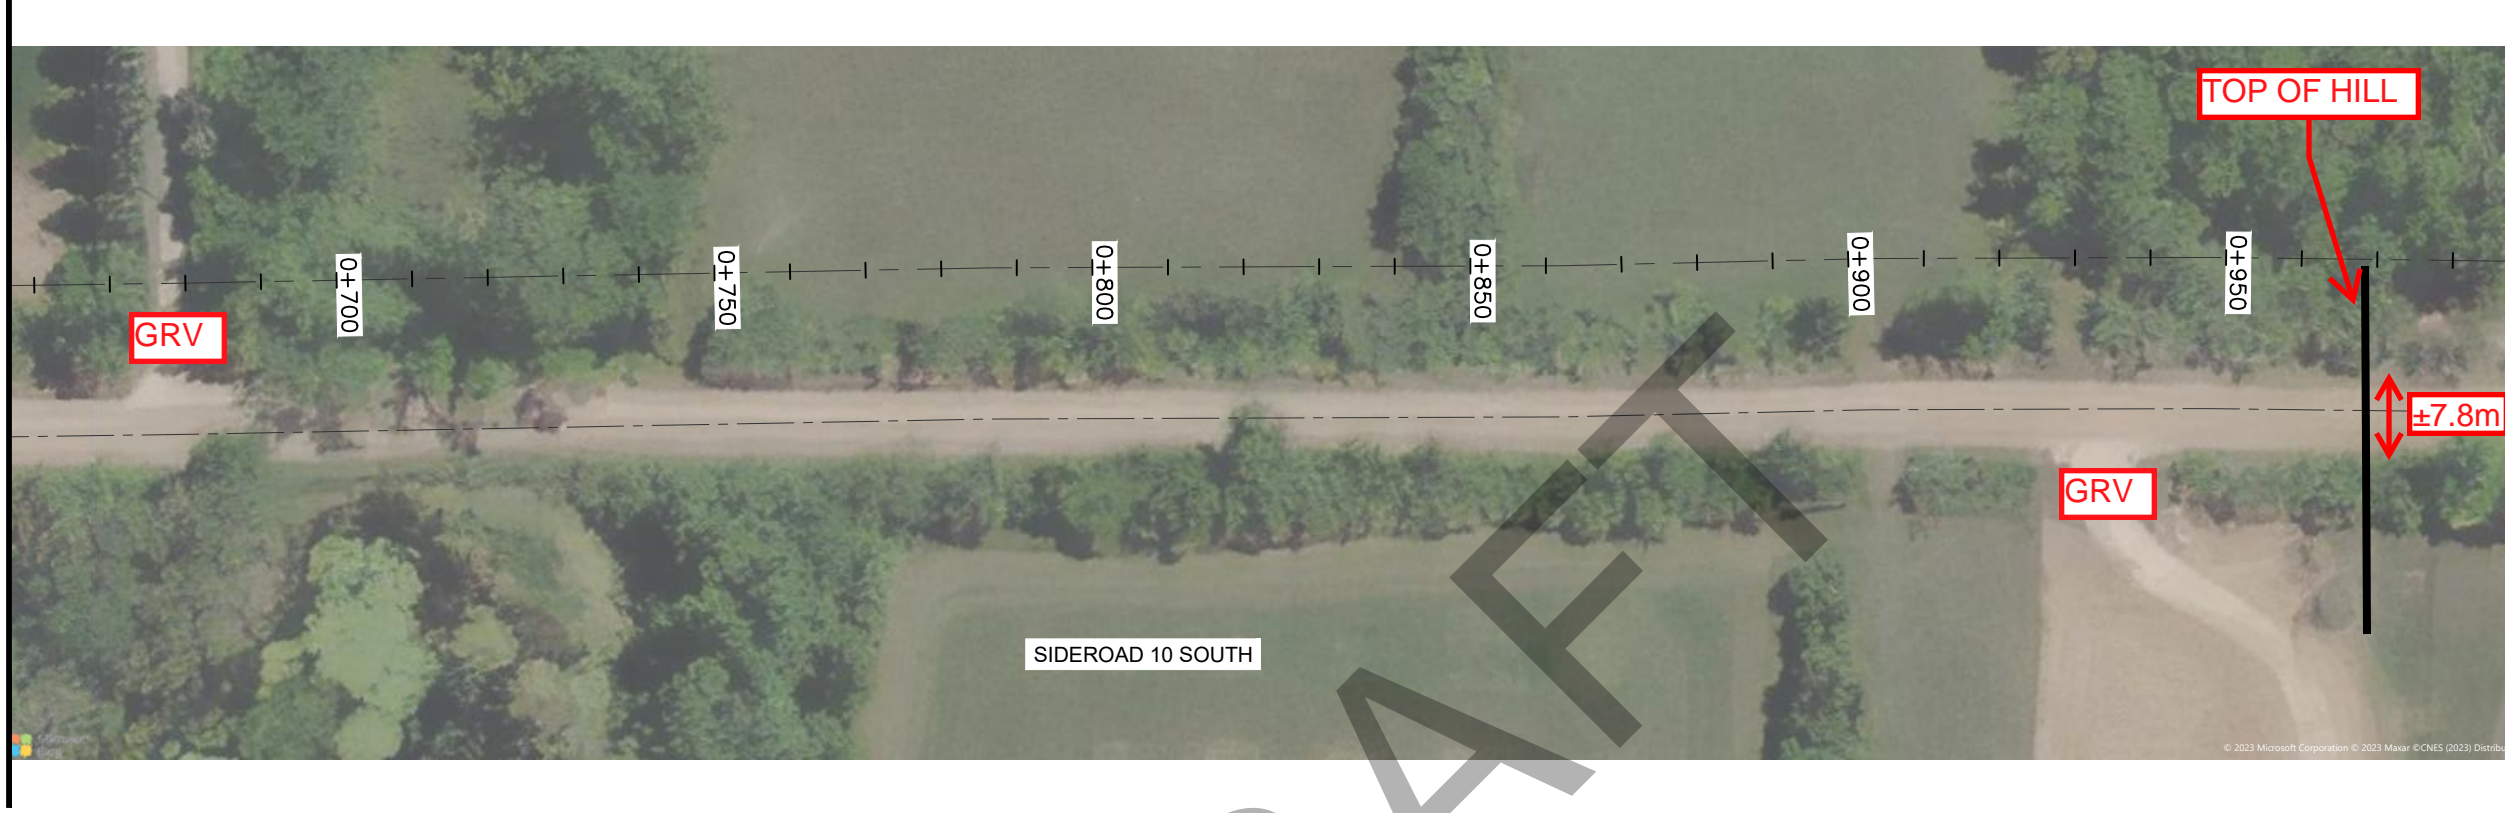 TOP OF HILL
0+700
0+750
0+800
0+850
0+900
0+950
GRV
±7.8m
GRV
SIDEROAD 10 SOUTH
AFT
Microsoft
© 2023 Microsoft Corporation © 2023 Maxar ©CNES (2023) Distribu